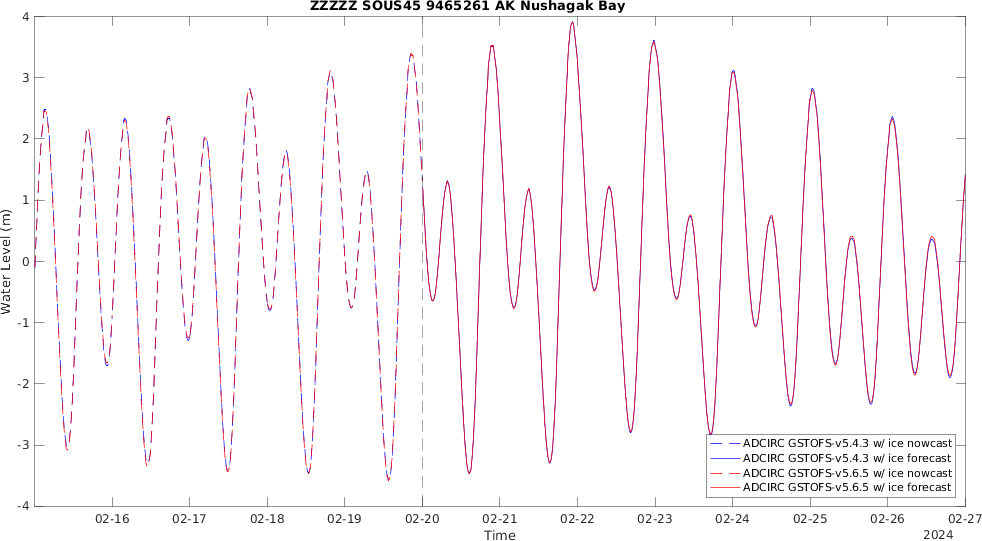 ZZZZZ SOUS45 9465261 AK Nushagak Bay
Water Level (m)
4
3
2
1
0
-1
-2
-3
-4
ADCIRC GSTOFS-v5.4.3 w/ ice nowcast
ADCIRC GSTOFS-v5.4.3 w/ ice forecast
ADCIRC GSTOFS-v5.6.5 w/ ice nowcast
ADCIRC GSTOFS-v5.6.5 w/ ice forecast
02-16 02-17 02-18 02-19 02-20 02-21 02-22 02-23 02-24 02-25 02-26 02-27
Time
2024